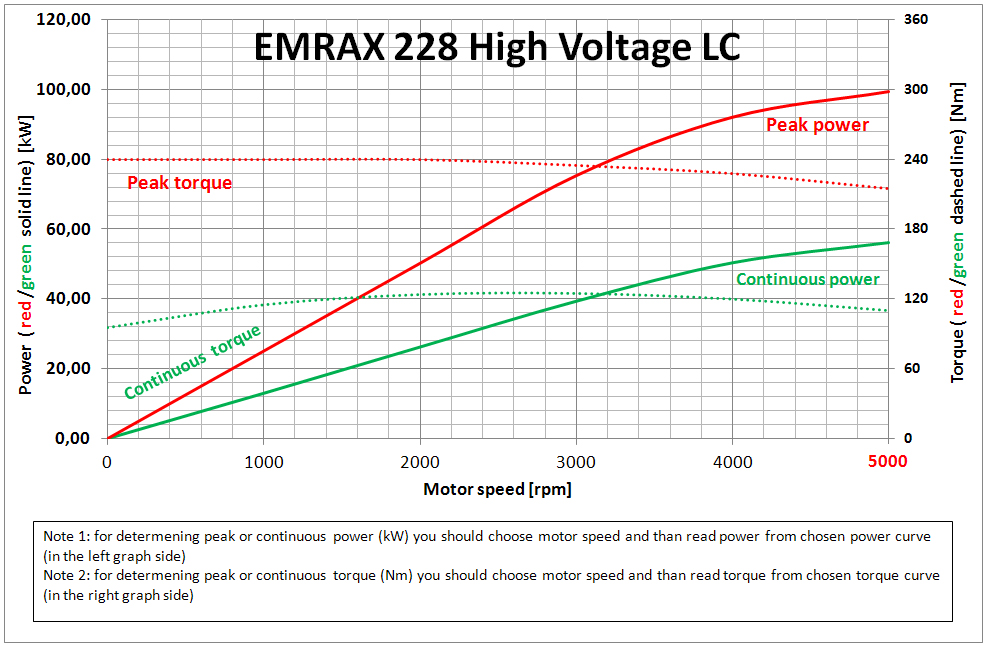 EMRAX 228 High Voltage LC
120,00
100,00
80,00
60,00
40,00
20,00
0,00
Power ( red /green solid line) [kW]
360
300
240
180
120
60
0
Torque ( red /green dashed line) [Nm]
Peak power
Peak torque
Continuous power
Continuous torque
0
1000
2000
3000
4000
5000
Motor speed [rpm]
Note 1: for determening peak or continuous power (kW) you should choose motor speed and than read power from chosen power curve
(in the left graph side)
Note 2: for determening peak or continuous torque (Nm) you should choose motor speed and than read torque from chosen torque curve
(in the right graph side)